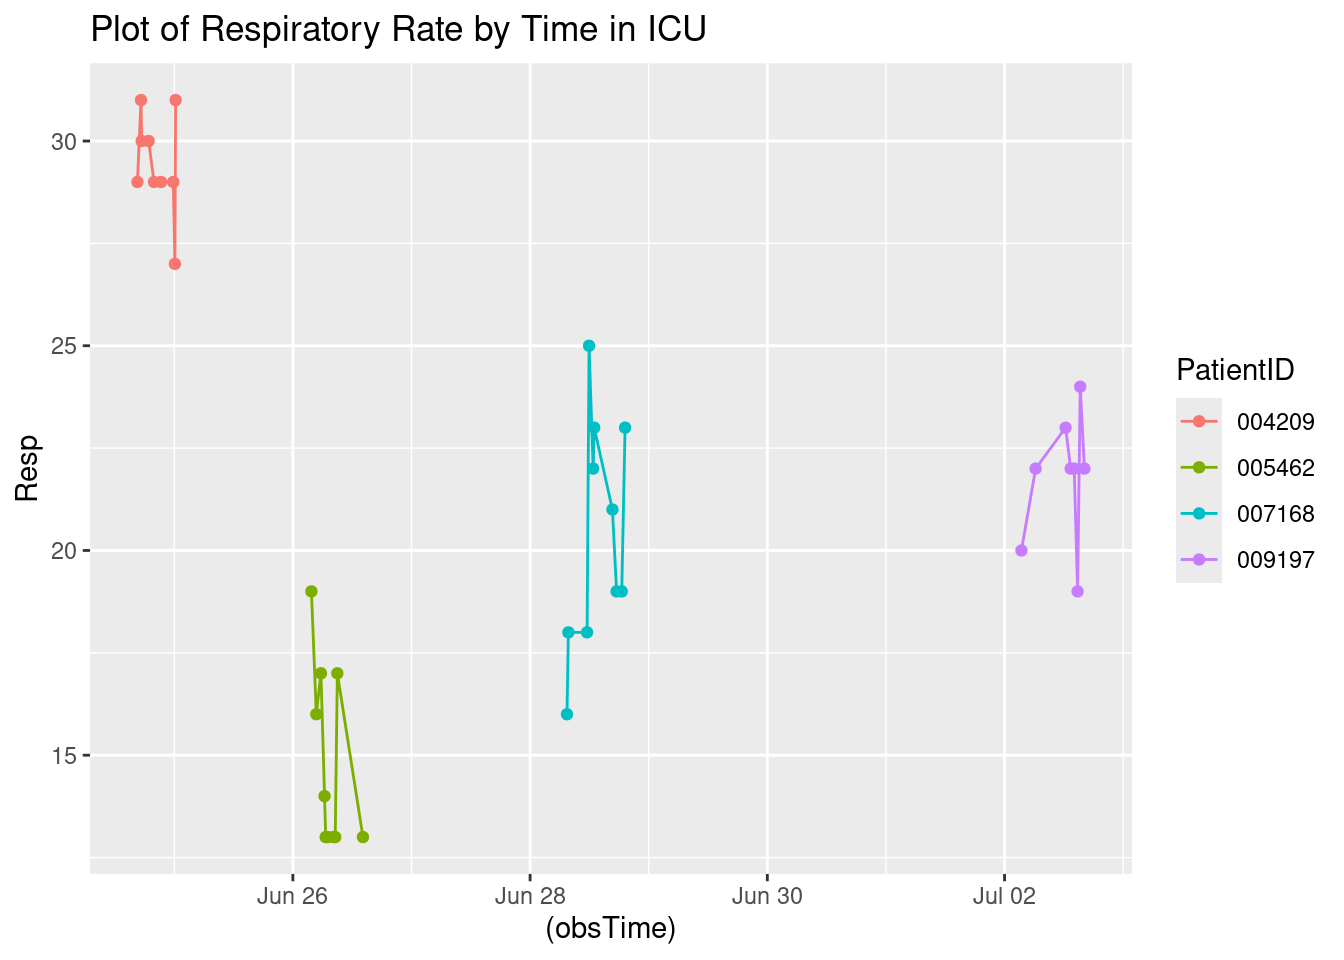 Plot of Respiratory Rate by Time in ICU
30
25
20
15
Resp
Jun 26
Jun 28
Jun 30
Jul 02
(obsTime)
PatientID
004209
005462
007168
009197